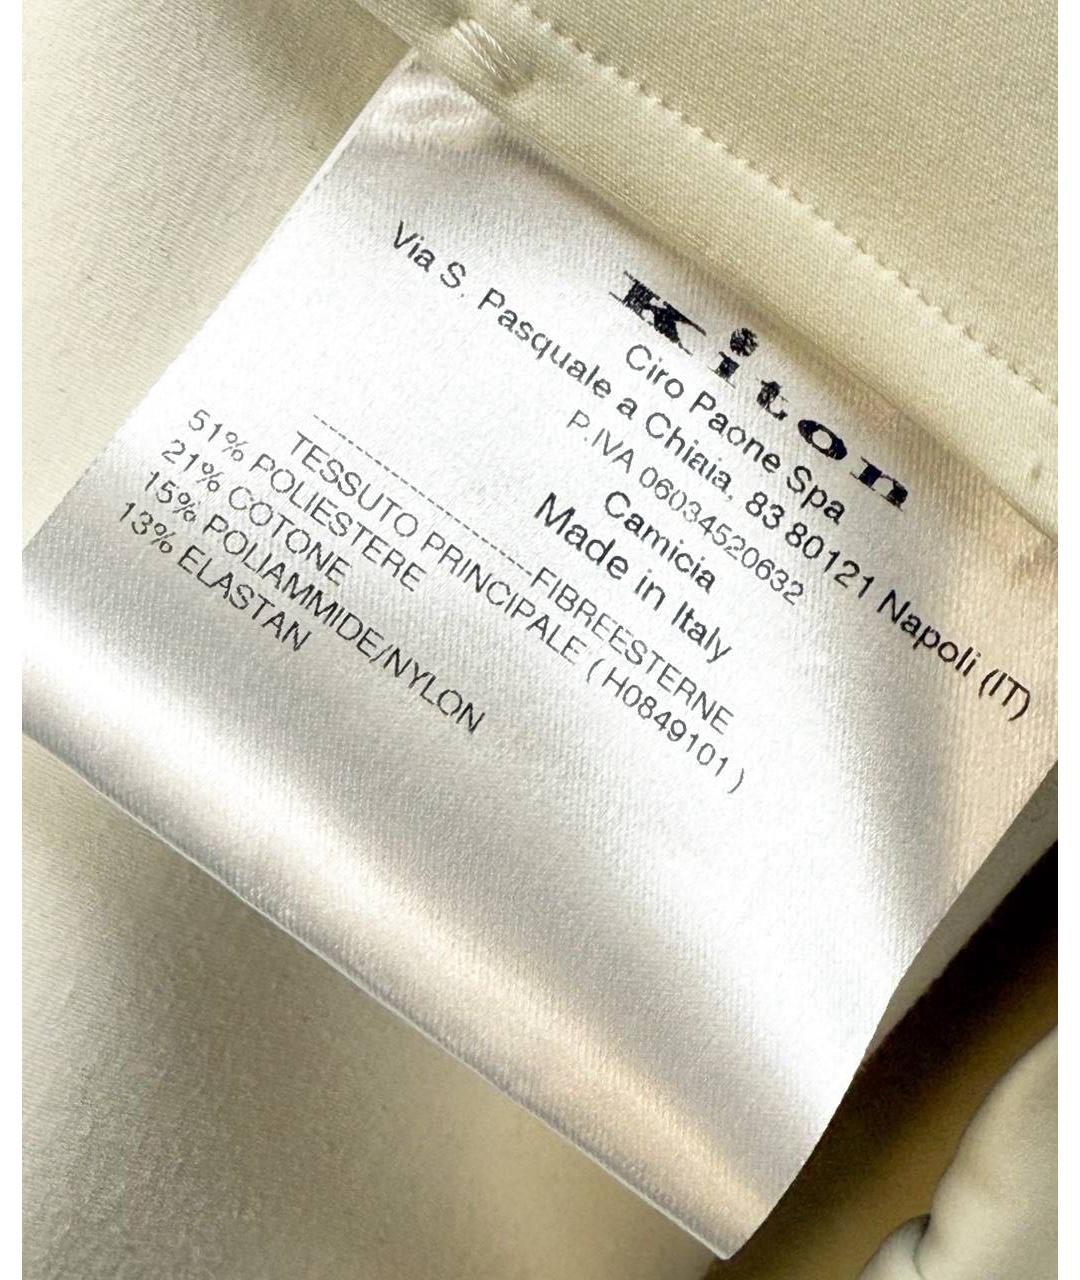 Kiton
Ciro Paone Spa
Via S. Pasquale a Chiaia, 83 80121 Napoli (IT)
P.IVA 06034520632
Camicia
Made in Italy
--------------------------FIBREESTERNE
TESSUTO PRINCIPALE ( H0849101 )
51% POLIESTERE
21% COTONE
15% POLIAMMIDE/NYLON
13% ELASTAN